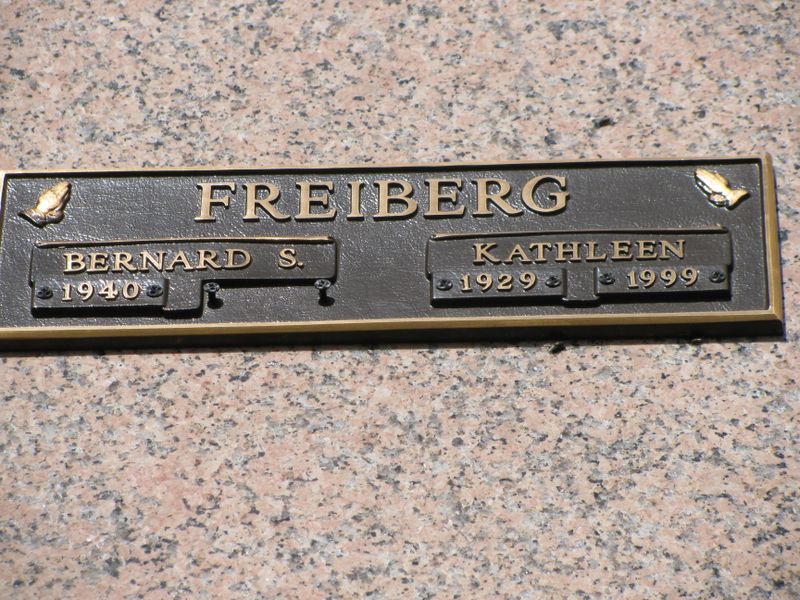 FREIBERG
BERNARD S.
1940
KATHLEEN
1929 1999